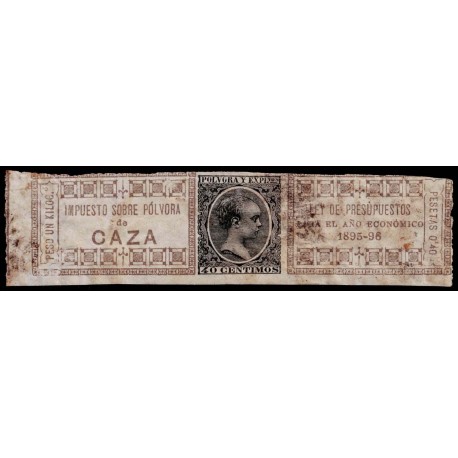 PESO UN KILOG.
IMPUESTO SOBRE PÓLVORA
de
CAZA
POLVORA Y EXPL
40 CENTIMOS
LEY DE PRESUPUESTOS
PARA EL AÑO ECONÓMICO
1895-96
PESETAS 0'40